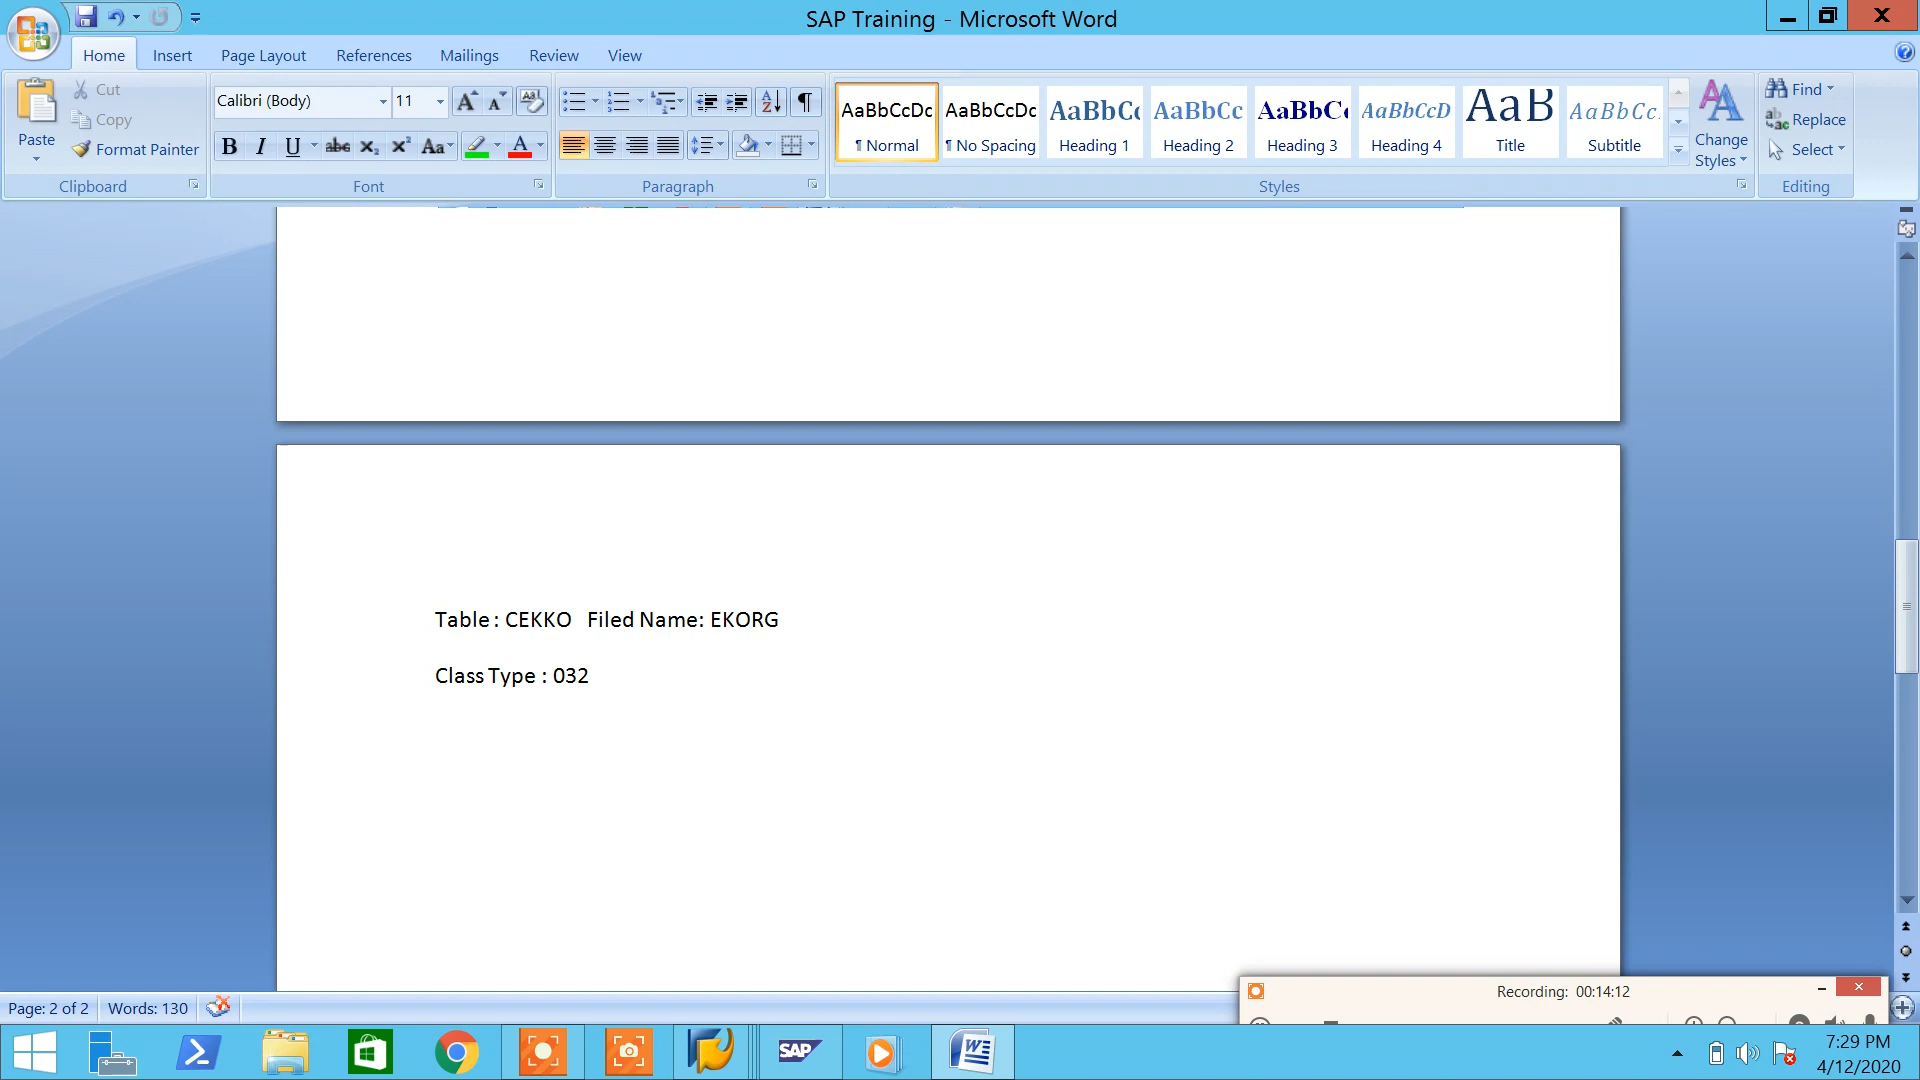 SAP Training - Microsoft Word
Home Insert Page Layout References Mailings Review View
Paste
Cut
Copy
Format Painter
Clipboard
Calibri (Body) 11
Font
Paragraph
AaBbCcDc AaBbCcDc AaBbC AaBbCc AaBbC AaBbCcD AaB AaBbCc.
¶ Normal ¶ No Spacing Heading 1 Heading 2 Heading 3 Heading 4 Title Subtitle
Change Styles
Styles
Find
Replace
Select
Editing
Table : CEKKO Filed Name: EKORG
Class Type : 032
Page: 2 of 2 Words: 130
Recording: 00:14:12
SAP
7:29 PM
4/12/2020